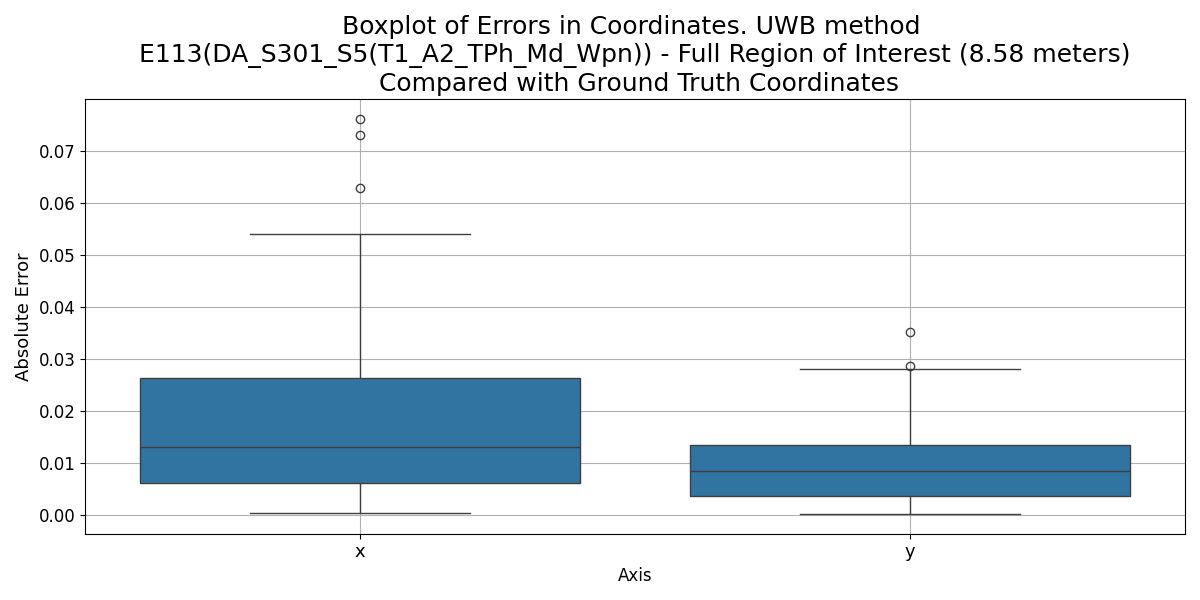 Boxplot of Errors in Coordinates. UWB method
E113(DA_S301_S5(T1_A2_TPh_Md_Wpn)) - Full Region of Interest (8.58 meters)
Compared with Ground Truth Coordinates
0.07
0.06
0.05
0.04
0.03
0.02
0.01
0.00
Absolute Error
x y
Axis